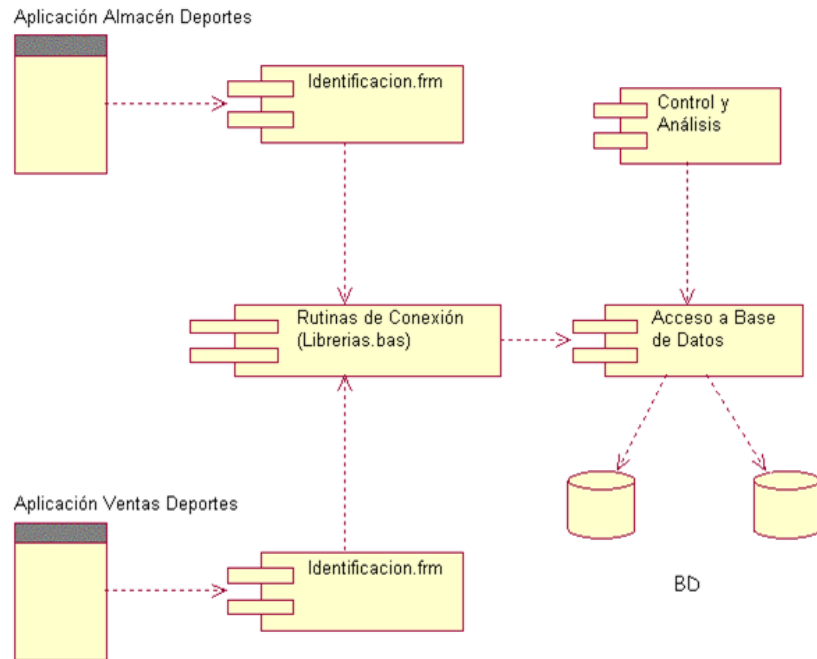 Aplicación Almacén Deportes
Identificacion.frm
Control y
Análisis
Rutinas de Conexión
(Librerias.bas)
Acceso a Base
de Datos
Aplicación Ventas Deportes
Identificacion.frm
BD